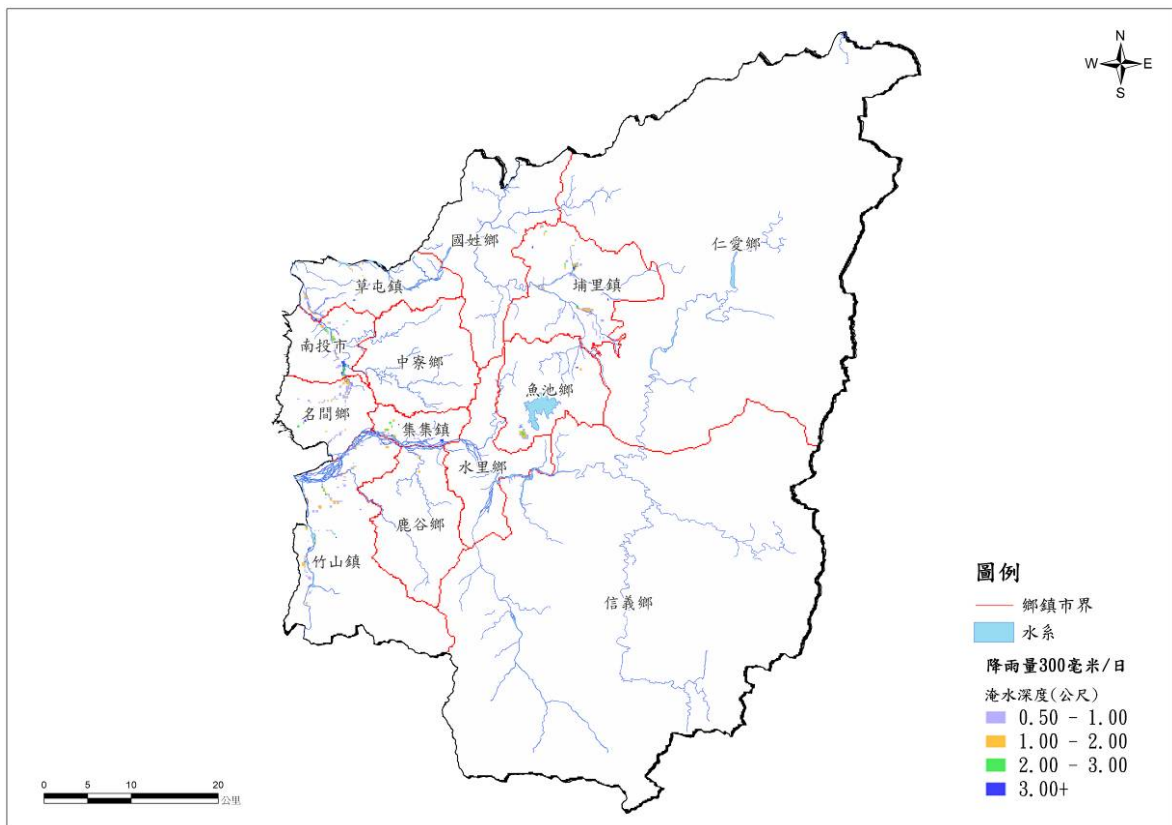 N
W E
S
國姓鄉
仁愛鄉
草屯鎮
埔里鎮
南投市
中寮鄉
魚池鄉
名間鄉
集集鎮
水里鄉
鹿谷鄉
竹山鎮
信義鄉
圖例
鄉鎮市界
水系
降雨量300毫米/日
淹水深度(公尺)
0.50 - 1.00
1.00 - 2.00
2.00 - 3.00
3.00+
0 5 10 20
公里